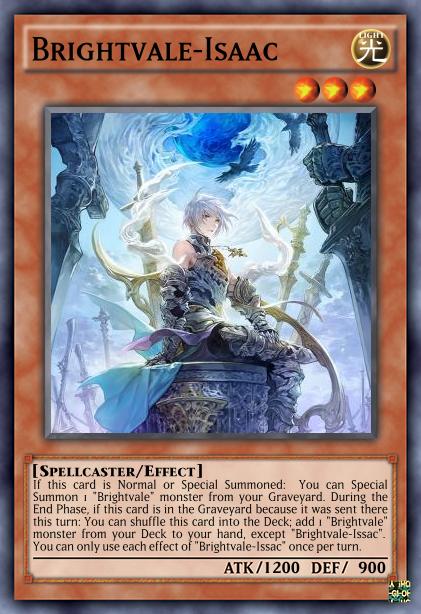 BRIGHTVALE-ISAAC
LIGHT
光
[SPELLCASTER/EFFECT]
If this card is Normal or Special Summoned: You can Special
Summon 1 "Brightvale" monster from your Graveyard. During the
End Phase, if this card is in the Graveyard because it was sent there
this turn: You can shuffle this card into the Deck; add 1 "Brightvale"
monster from your Deck to your hand, except "Brightvale-Issac".
You can only use each effect of "Brightvale-Issac" once per turn.
ATK/1200 DEF/ 900